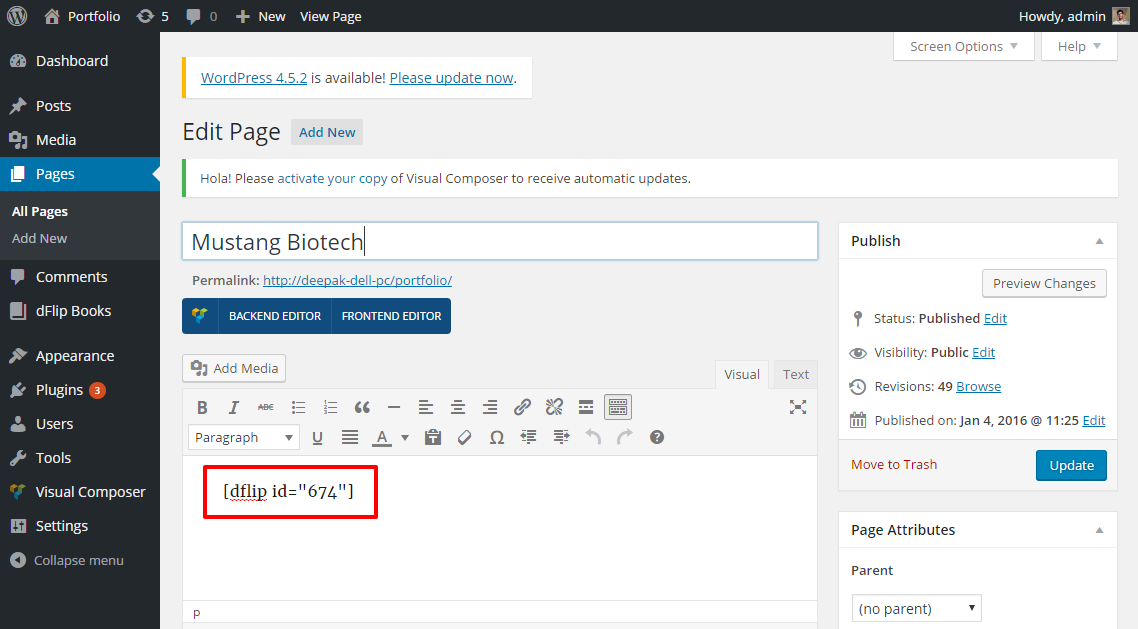 Portfolio 5 0 New View Page Howdy, admin
Screen Options Help
Dashboard
Posts
Media
Pages
All Pages
Add New
Comments
dFlip Books
Appearance
Plugins 3
Users
Tools
Visual Composer
Settings
Collapse menu
WordPress 4.5.2 is available! Please update now.
Edit Page Add New
Hola! Please activate your copy of Visual Composer to receive automatic updates.
Mustang Biotech
Permalink: http://deepak-dell-pc/portfolio/
BACKEND EDITOR FRONTEND EDITOR
Add Media Visual Text
B I ABC
Paragraph U A Ω ?
[dflip id="674"]
p
Publish
Preview Changes
Status: Published Edit
Visibility: Public Edit
Revisions: 49 Browse
Published on: Jan 4, 2016 @ 11:25 Edit
Move to Trash Update
Page Attributes
Parent
(no parent)